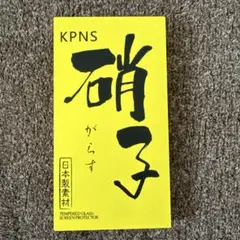 KPNS
硝子
がらす
日本製素材
TEMPERED GLASS
SCREEN PROTECTOR